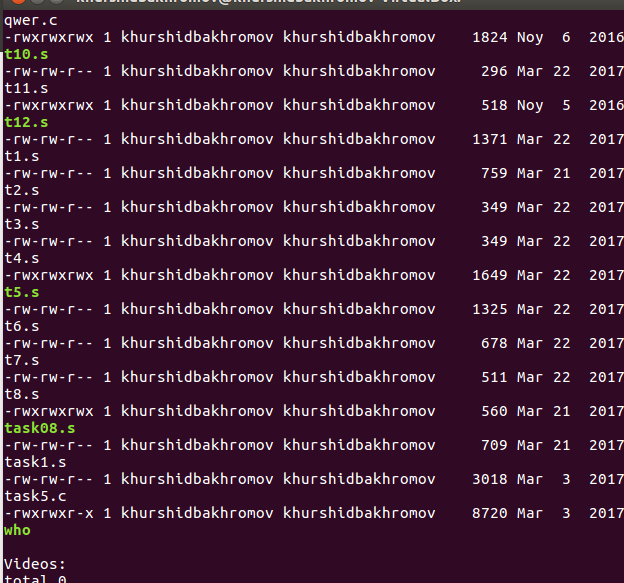 qwer.c
-rwxrwxrwx 1 khurshidbakhromov khurshidbakhromov 1824 Noy 6 2016
t10.s
-rw-rw-r-- 1 khurshidbakhromov khurshidbakhromov 296 Mar 22 2017
t11.s
-rwxrwxrwx 1 khurshidbakhromov khurshidbakhromov 518 Noy 5 2016
t12.s
-rw-rw-r-- 1 khurshidbakhromov khurshidbakhromov 1371 Mar 22 2017
t1.s
-rw-rw-r-- 1 khurshidbakhromov khurshidbakhromov 759 Mar 21 2017
t2.s
-rw-rw-r-- 1 khurshidbakhromov khurshidbakhromov 349 Mar 22 2017
t3.s
-rw-rw-r-- 1 khurshidbakhromov khurshidbakhromov 349 Mar 22 2017
t4.s
-rwxrwxrwx 1 khurshidbakhromov khurshidbakhromov 1649 Mar 22 2017
t5.s
-rw-rw-r-- 1 khurshidbakhromov khurshidbakhromov 1325 Mar 22 2017
t6.s
-rw-rw-r-- 1 khurshidbakhromov khurshidbakhromov 678 Mar 22 2017
t7.s
-rw-rw-r-- 1 khurshidbakhromov khurshidbakhromov 511 Mar 22 2017
t8.s
-rwxrwxrwx 1 khurshidbakhromov khurshidbakhromov 560 Mar 21 2017
task08.s
-rw-rw-r-- 1 khurshidbakhromov khurshidbakhromov 709 Mar 21 2017
task1.s
-rw-rw-r-- 1 khurshidbakhromov khurshidbakhromov 3018 Mar 3 2017
task5.c
-rwxrwxr-x 1 khurshidbakhromov khurshidbakhromov 8720 Mar 3 2017
who
Videos:
total 0